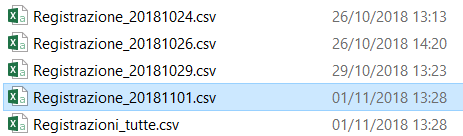 Registrazione_20181024.csv 26/10/2018 13:13
Registrazione_20181026.csv 26/10/2018 14:20
Registrazione_20181029.csv 29/10/2018 13:23
Registrazione_20181101.csv 01/11/2018 13:28
Registrazioni_tutte.csv 01/11/2018 13:28